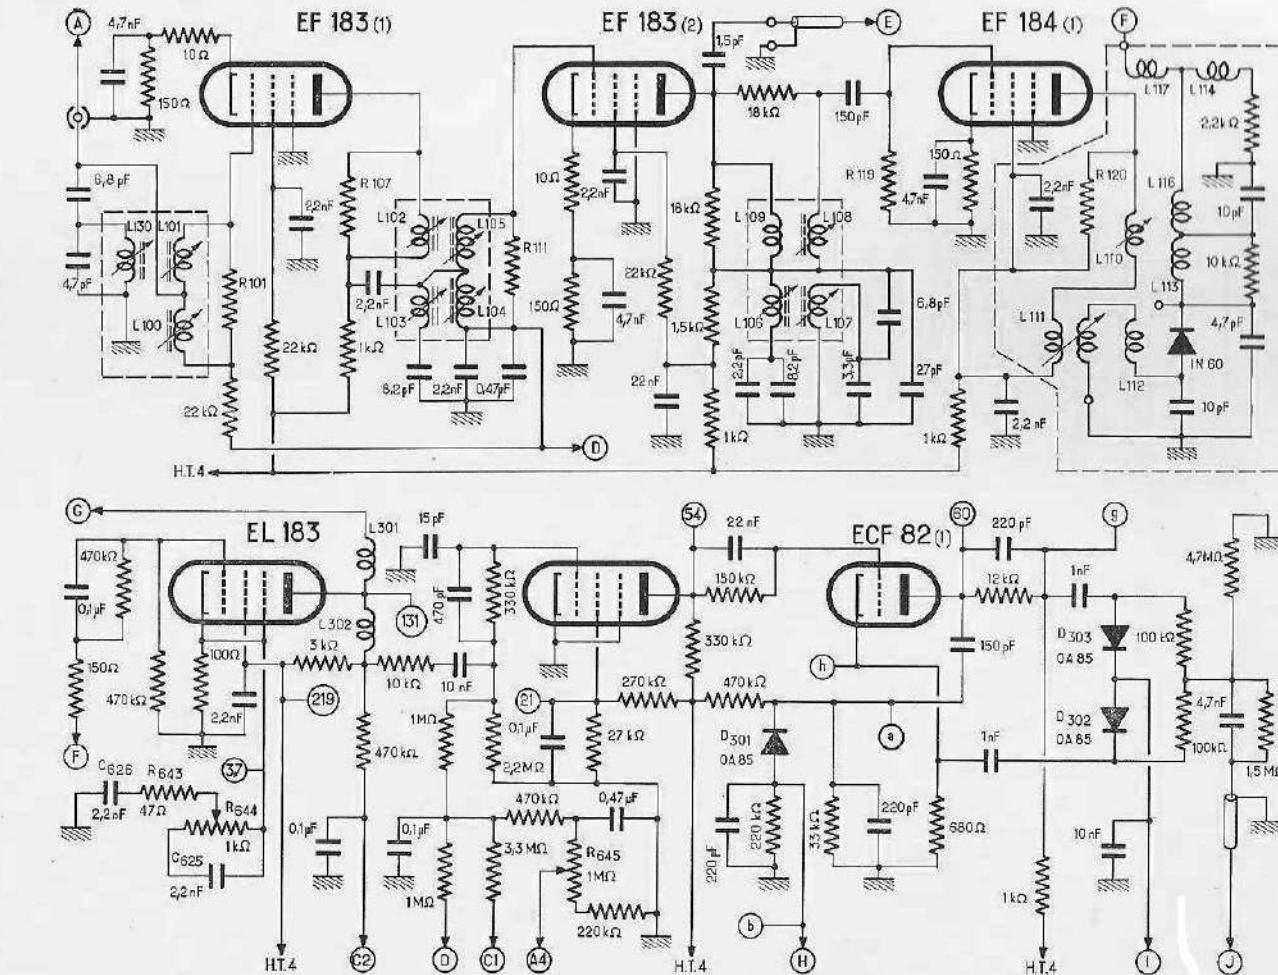 A
4,7nF
10Ω
150Ω
EF 183 (1)
EF 183 (2)
1,5pF
E
EF 184 (1)
F
L117
L114
2,2kΩ
18kΩ
150pF
6,8pF
R107
2,2nF
L130
L101
L102
L105
R111
10Ω
2,2nF
18kΩ
L109
L108
R119
150Ω
4,7nF
2,2nF
R120
L116
10pF
4,7pF
R101
L100
2,2nF
L103
L104
150Ω
4,7nF
22kΩ
1,5kΩ
L106
L107
6,8pF
L110
10kΩ
L113
L111
4,7pF
22kΩ
1kΩ
8,2pF
2,2nF
0,47pF
22nF
2,2pF
8,2pF
3,3pF
27pF
IN 60
L112
22kΩ
1kΩ
1kΩ
2,2nF
10pF
D
H.T.4
G
EL 183
L301
15pF
54
22nF
ECF 82 (1)
60
220pF
9
470kΩ
4,7MΩ
0,1µF
470pF
330kΩ
150kΩ
12kΩ
1nF
L302
131
D303
OA85
100kΩ
150Ω
100Ω
3kΩ
330kΩ
150pF
470kΩ
10kΩ
10nF
h
2,2nF
219
21
270kΩ
470kΩ
D302
OA85
4,7nF
F
470kΩ
1MΩ
0,1µF
27kΩ
D301
OA85
a
1nF
100kΩ
1,5MΩ
37
2,2MΩ
C626
R643
2,2nF
47Ω
R644
1kΩ
470kΩ
0,47µF
C625
2,2nF
0,1µF
0,1µF
3,3MΩ
R645
1MΩ
220pF
220kΩ
33kΩ
220pF
680Ω
10nF
1MΩ
220kΩ
b
1kΩ
H.T.4
C2
D
C1
A4
H.T.4
H
H.T.4
I
J